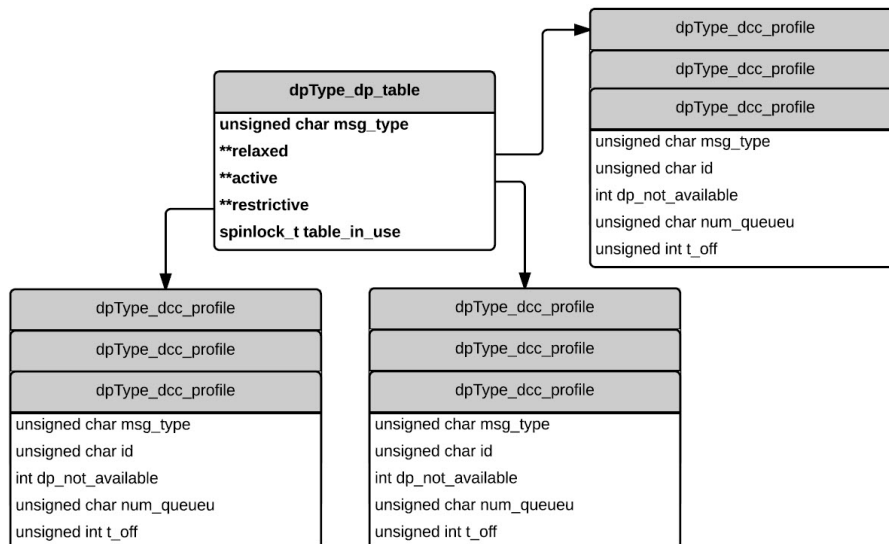 dpType_dp_table
unsigned char msg_type
**relaxed
**active
**restrictive
spinlock_t table_in_use
dpType_dcc_profile
dpType_dcc_profile
dpType_dcc_profile
unsigned char msg_type
unsigned char id
int dp_not_available
unsigned char num_queueu
unsigned int t_off
dpType_dcc_profile
dpType_dcc_profile
dpType_dcc_profile
unsigned char msg_type
unsigned char id
int dp_not_available
unsigned char num_queueu
unsigned int t_off
dpType_dcc_profile
dpType_dcc_profile
dpType_dcc_profile
unsigned char msg_type
unsigned char id
int dp_not_available
unsigned char num_queueu
unsigned int t_off